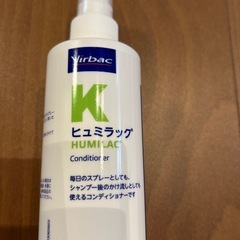 Virbac
K
ヒュミラック
HUMILAC
Conditioner
毎日のスプレーとしても、
シャンプー後のかけ流しとしても
使えるコンディショナーです